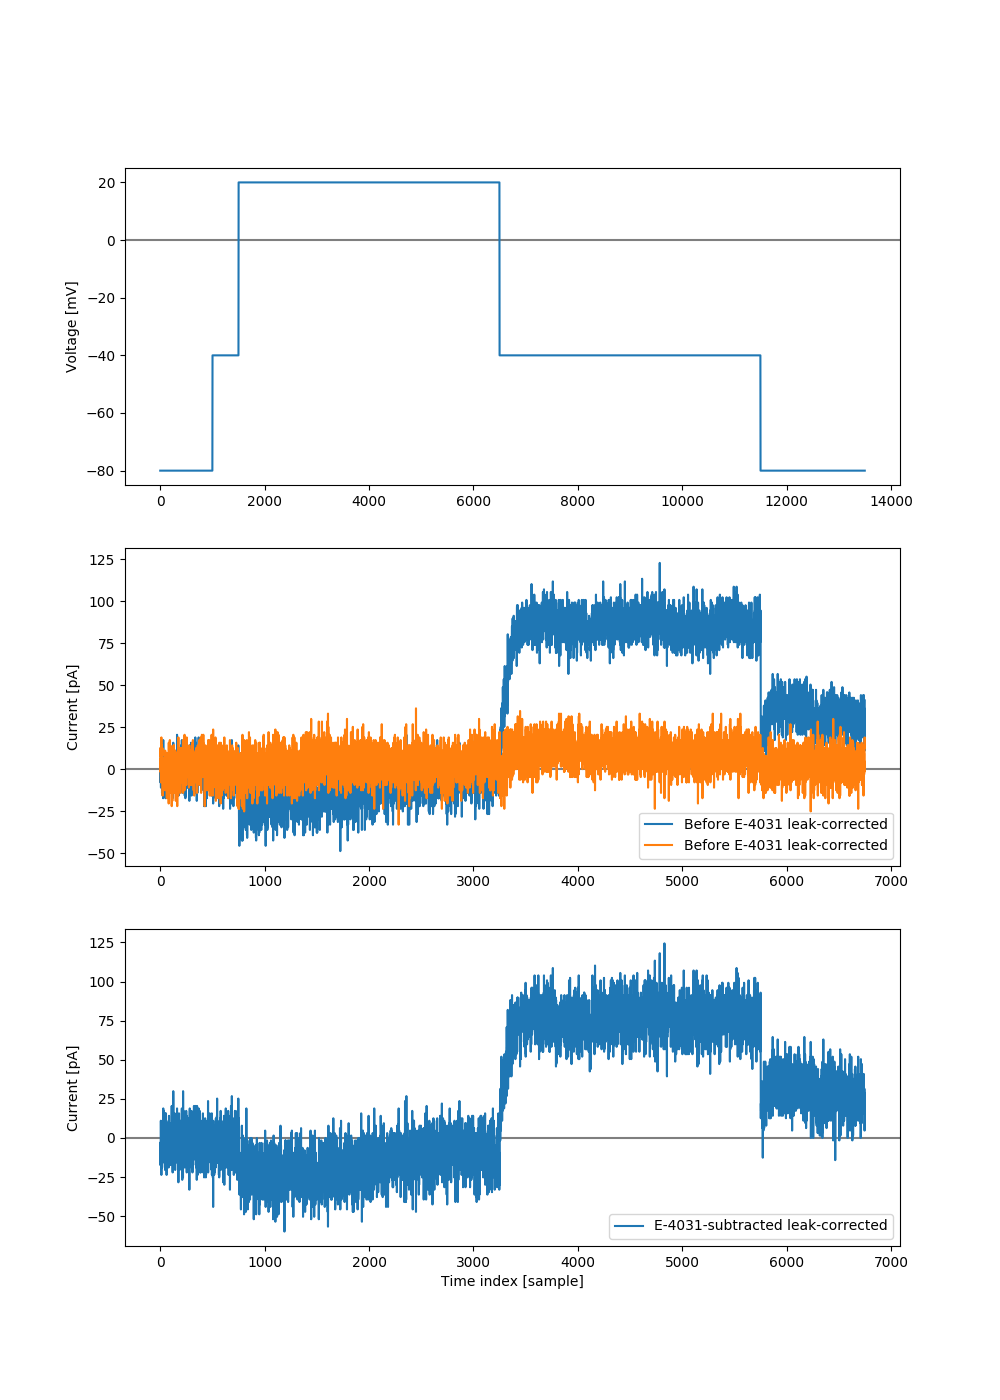 20
0
−20
−40
−60
−80
Voltage [mV]
0 2000 4000 6000 8000 10000 12000 14000
125
100
75
50
25
0
−25
−50
Current [pA]
Before E-4031 leak-corrected
Before E-4031 leak-corrected
0 1000 2000 3000 4000 5000 6000 7000
125
100
75
50
25
0
−25
−50
Current [pA]
E-4031-subtracted leak-corrected
0 1000 2000 3000 4000 5000 6000 7000
Time index [sample]